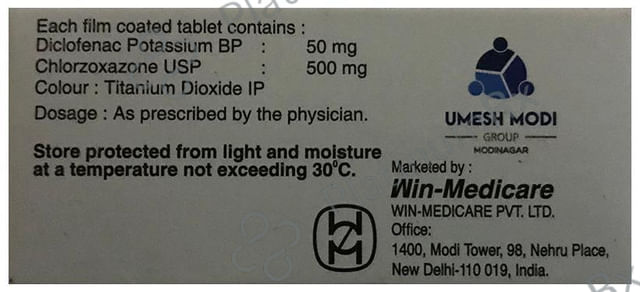 Each film coated tablet contains :
Diclofenac Potassium BP : 50 mg
Chlorzoxazone USP : 500 mg
Colour : Titanium Dioxide IP
Dosage : As prescribed by the physician.
Store protected from light and moisture
at a temperature not exceeding 30°C.
UMESH MODI
GROUP
MODINAGAR
Marketed by :
Win-Medicare
WIN-MEDICARE PVT. LTD.
Office:
1400, Modi Tower, 98, Nehru Place,
New Delhi-110 019, India.